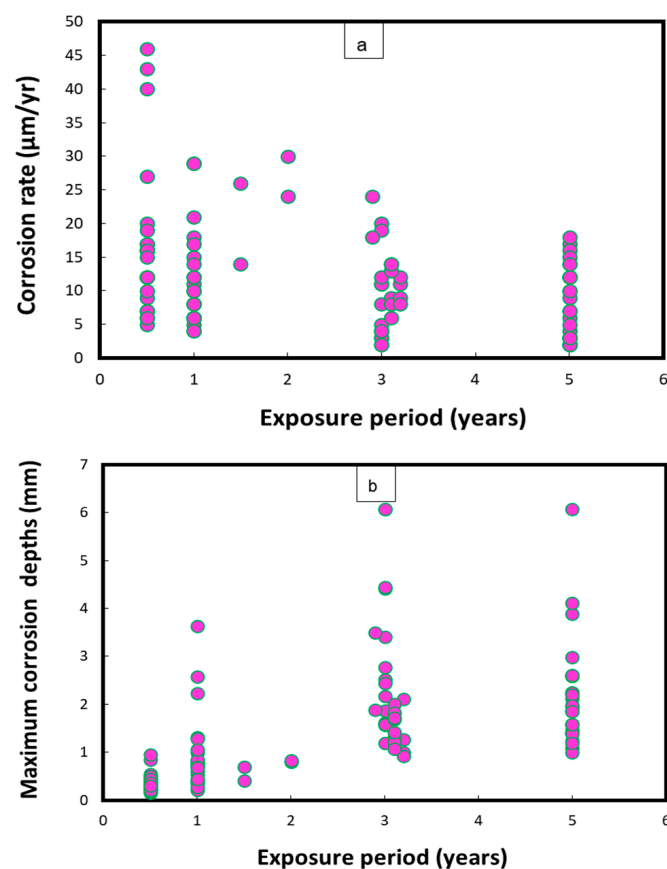 a
Corrosion rate (µm/yr)
50
45
40
35
30
25
20
15
10
5
0
0 1 2 3 4 5 6
Exposure period (years)
b
Maximum corrosion depths (mm)
7
6
5
4
3
2
1
0
0 1 2 3 4 5 6
Exposure period (years)